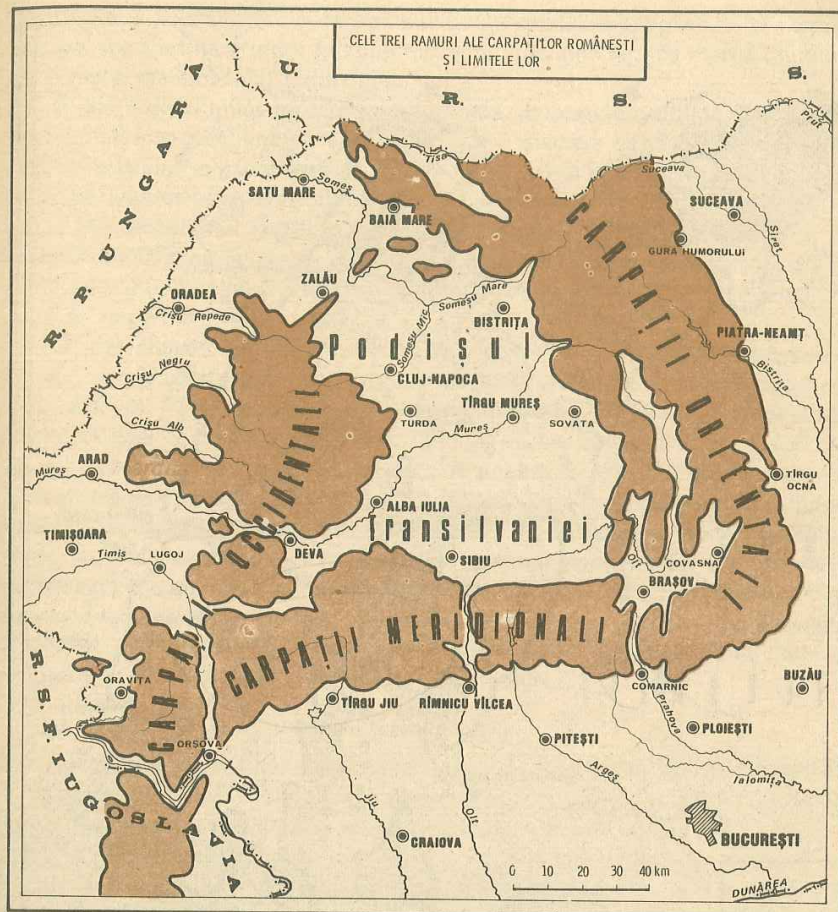 CELE TREI RAMURI ALE CARPAȚILOR ROMÂNEȘTI
ȘI LIMITELE LOR
U. R. S. S.
R. P. UNGARĂ
Prut
Tisa
Suceava
SATU MARE
Someș
BAIA MARE
SUCEAVA
Siret
GURA HUMORULUI
ZALĂU
ORADEA
Crișu Repede
Someșu Mare
BISTRIȚA
Someșu Mic
Podișul
PIATRA-NEAMȚ
Bistrița
Crișu Negru
CLUJ-NAPOCA
TÎRGU MUREȘ
Crișu Alb
TURDA
Mureș
SOVATA
CARPAȚII ORIENTALI
ARAD
Mureș
TÎRGU
OCNA
ALBA IULIA
Transilvaniei
TIMIȘOARA
Timiș
LUGOJ
DEVA
SIBIU
Olt
COVASNA
BRAȘOV
CARPAȚII OCCIDENTALI
CARPAȚII MERIDIONALI
R. S. F. IUGOSLAVIA
ORAVIȚA
COMARNIC
BUZĂU
TÎRGU JIU
RÎMNICU VÎLCEA
Prahova
PLOIEȘTI
ORȘOVA
PITEȘTI
Argeș
Ialomița
Jiu
Olt
CRAIOVA
BUCUREȘTI
0 10 20 30 40 km
DUNĂREA